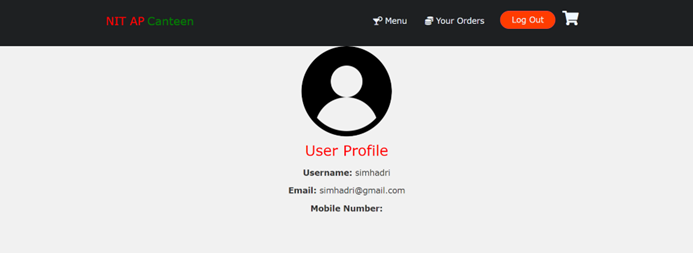 NIT AP Canteen
Menu
Your Orders
Log Out
User Profile
Username: simhadri
Email: simhadri@gmail.com
Mobile Number: